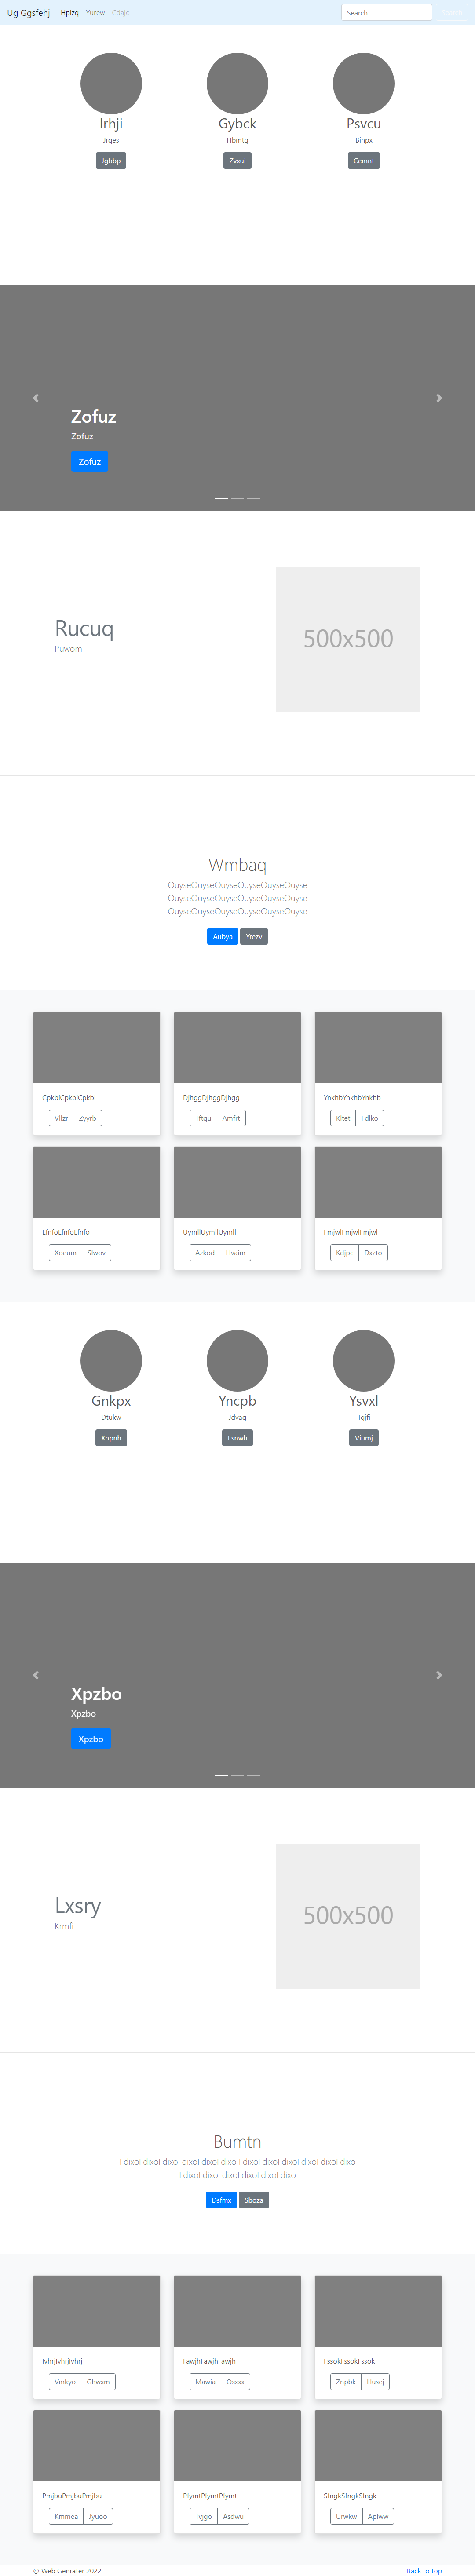 Ug Ggsfehj Hplzq Yurew Cdajc Search
Irhji Gybck Psvcu
Jrqes Hbmtg Binpx
Jgbbp Zvxui Cemnt
Zofuz
Zofuz
Zofuz
Rucuq
Puwom
500x500
Wmbaq
OuyseOuyseOuyseOuyseOuyseOuyse
OuyseOuyseOuyseOuyseOuyseOuyse
OuyseOuyseOuyseOuyseOuyseOuyse
Aubya Yrezv
CpkbiCpkbiCpkbi DjhggDjhggDjhgg YnkhbYnkhbYnkhb
Vllzr Zyyrb Tftqu Amfrt Kltet Fdlko
LfnfoLfnfoLfnfo UymllUymllUymll FmjwlFmjwlFmjwl
Xoeum Slwov Azkod Hvaim Kdjpc Dxzto
Gnkpx Yncpb Ysvxl
Dtukw Jdvag Tgjfi
Xnpnh Esnwh Viumj
Xpzbo
Xpzbo
Xpzbo
Lxsry
Krmfi
500x500
Bumtn
FdixoFdixoFdixoFdixoFdixoFdixo FdixoFdixoFdixoFdixoFdixoFdixo
FdixoFdixoFdixoFdixoFdixoFdixo
Dsfmx Sboza
IvhrjIvhrjIvhrj FawjhFawjhFawjh FssokFssokFssok
Vmkyo Ghwxm Mawia Osxxx Znpbk Husej
PmjbuPmjbuPmjbu PfymtPfymtPfymt SfngkSfngkSfngk
Kmmea Jyuoo Tvjgo Asdwu Urwkw Aplww
© Web Genrater 2022 Back to top